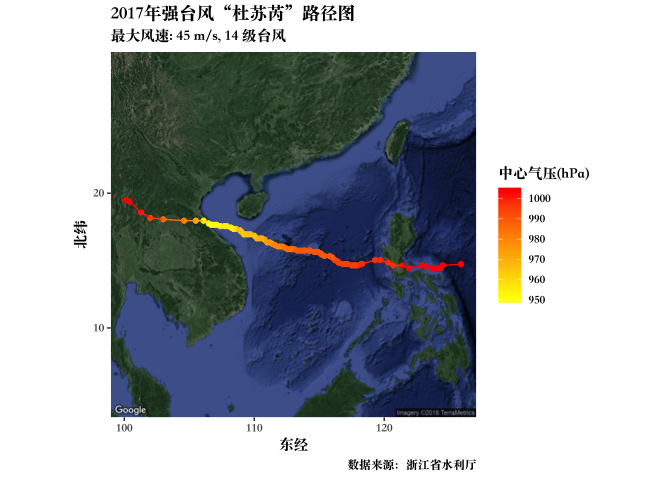 2017年强台风“杜苏芮”路径图
最大风速: 45 m/s, 14 级台风
北纬
20
10
100
110
120
东经
Google
Imagery ©2018 TerraMetrics
中心气压(hPa)
1000
990
980
970
960
950
数据来源：浙江省水利厅